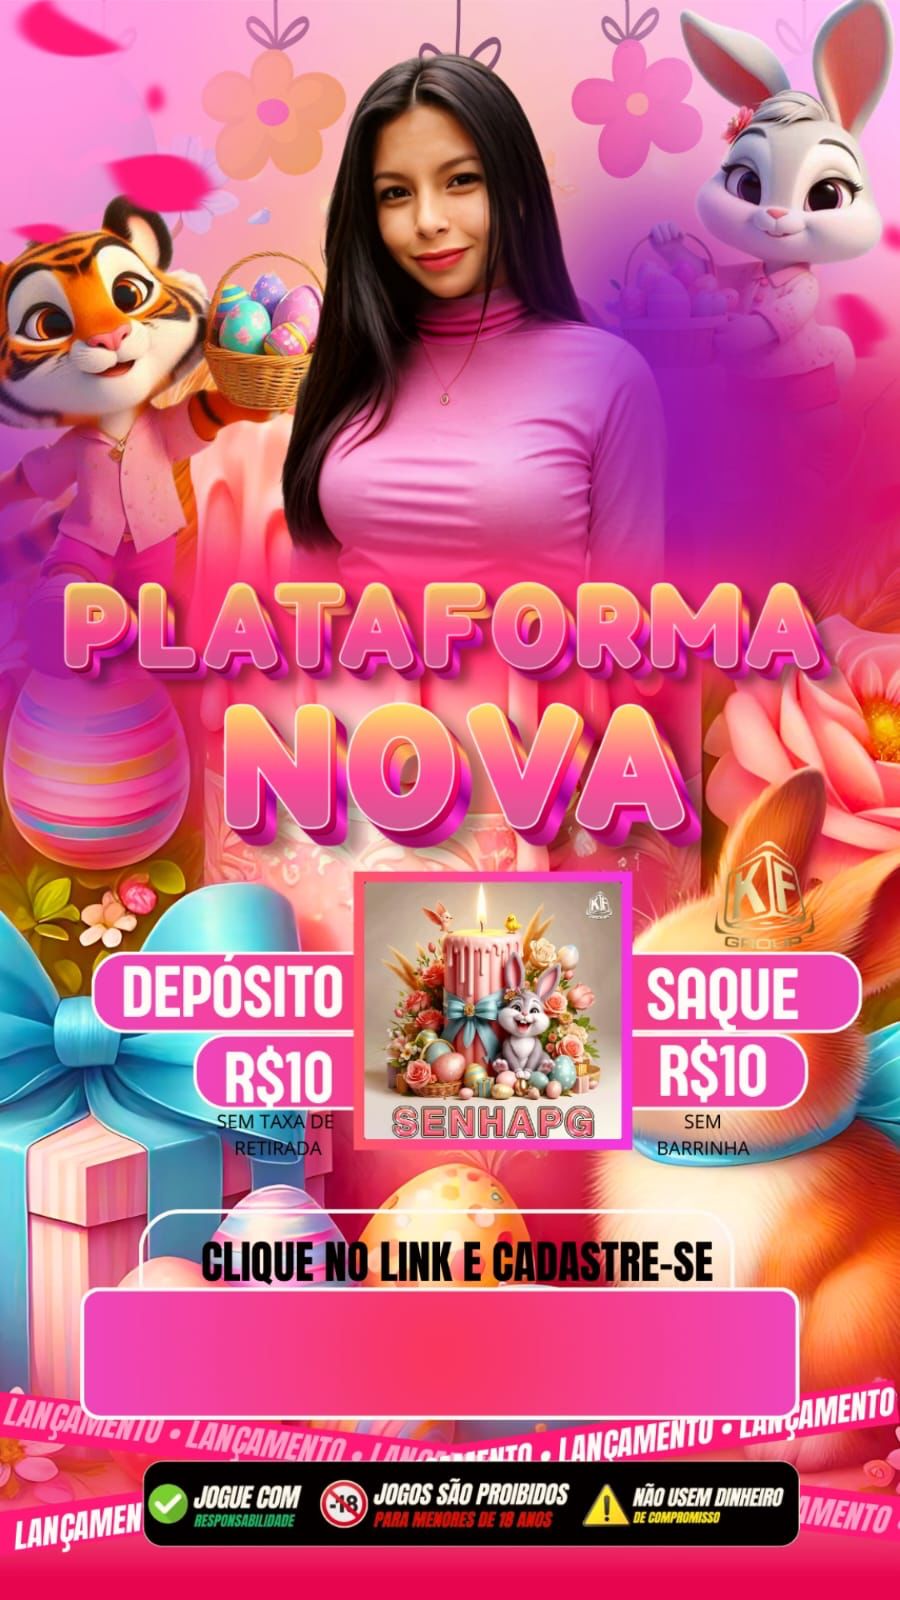 PLATAFORMA
NOVA
KTF
GROUP
DEPÓSITO
SAQUE
R$10
R$10
SEM TAXA DE
RETIRADA
SENHAPG
SEM
BARRINHA
CLIQUE NO LINK E CADASTRE-SE
LANÇAMENTO • LANÇAMENTO • LANÇAMENTO • LANÇAMENTO • LANÇAMENTO
JOGUE COM
RESPONSABILIDADE
-18
JOGOS SÃO PROIBIDOS
PARA MENORES DE 18 ANOS
NÃO USEM DINHEIRO
DE COMPROMISSO
LANÇAMEN
AMENTO